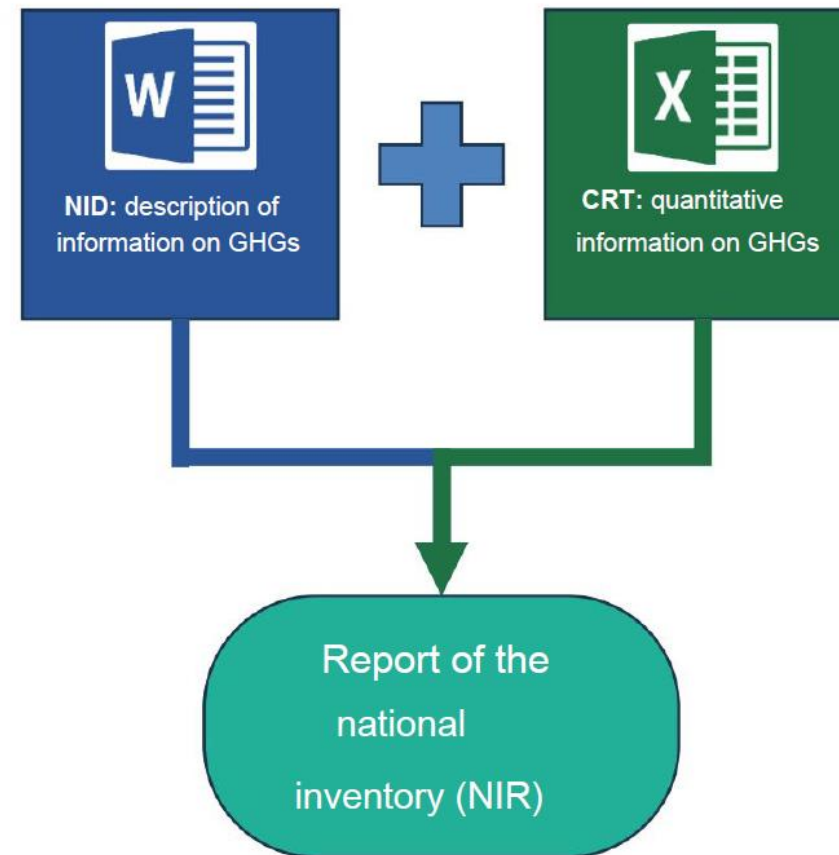 W
NID: description of
information on GHGs
X
CRT: quantitative
information on GHGs
Report of the
national
inventory (NIR)